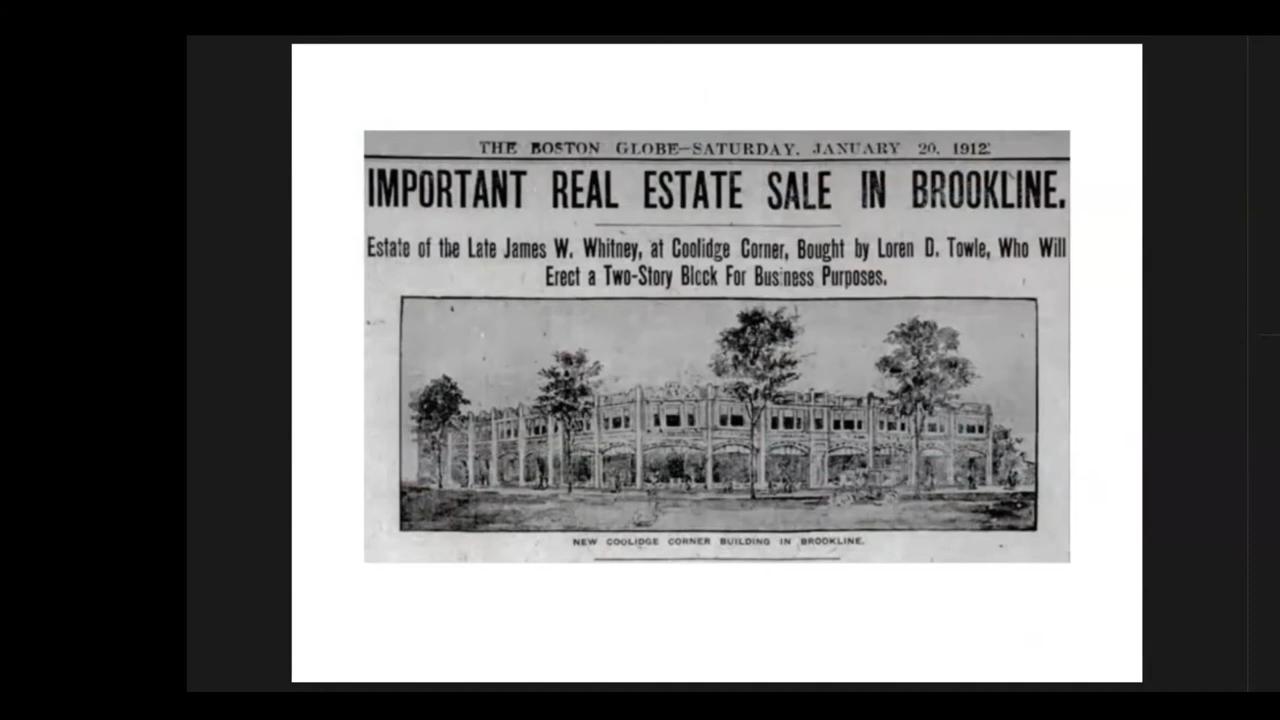 THE BOSTON GLOBE—SATURDAY, JANUARY 20, 1912.
IMPORTANT REAL ESTATE SALE IN BROOKLINE.
Estate of the Late James W. Whitney, at Coolidge Corner, Bought by Loren D. Towle, Who Will
Erect a Two-Story Block For Business Purposes.
NEW COOLIDGE CORNER BUILDING IN BROOKLINE.